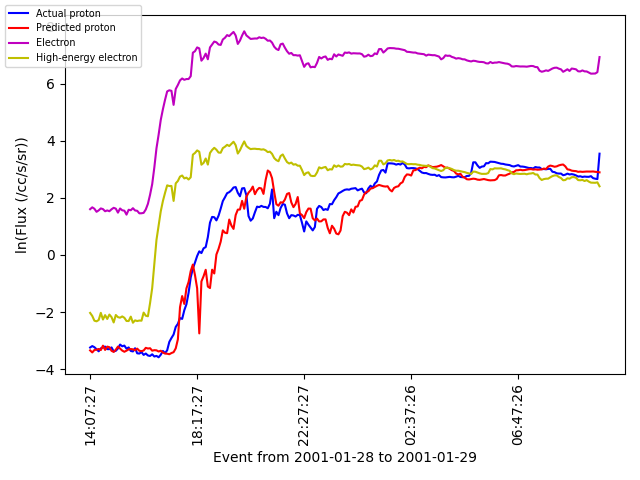 Actual proton
Predicted proton
Electron
High-energy electron
6
4
2
0
−2
−4
ln(Flux (/cc/s/sr))
14:07:27
18:17:27
22:27:27
02:37:26
06:47:26
Event from 2001-01-28 to 2001-01-29